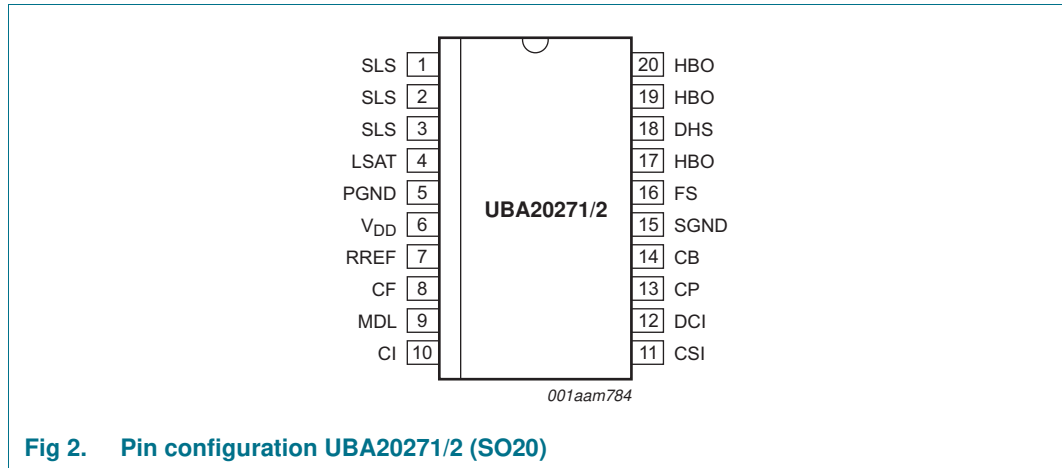 SLS 1 20 HBO
SLS 2 19 HBO
SLS 3 18 DHS
LSAT 4 17 HBO
PGND 5 16 FS
UBA20271/2
VDD 6 15 SGND
RREF 7 14 CB
CF 8 13 CP
MDL 9 12 DCI
CI 10 11 CSI
001aam784
Fig 2. Pin configuration UBA20271/2 (SO20)